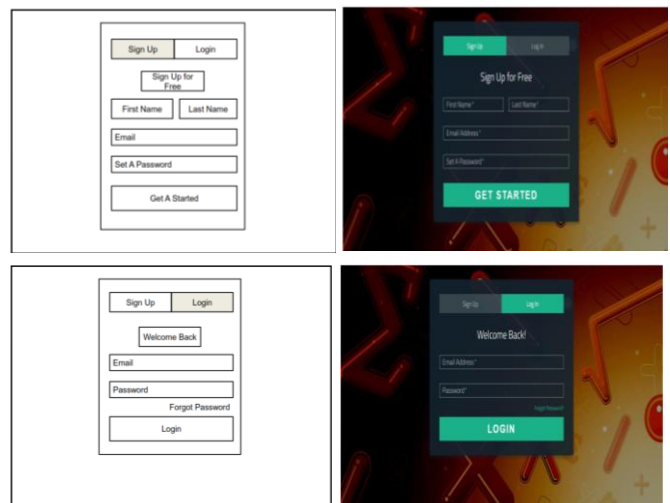 Sign Up Login
Sign Up for
Free
First Name Last Name
Email
Set A Password
Get A Started
Sign Up Log In
Sign Up for Free
First Name* Last Name*
Email Address*
Set A Password*
GET STARTED
Sign Up Login
Welcome Back
Email
Password
Forgot Password
Login
Sign Up Log In
Welcome Back!
Email Address*
Password*
Forgot Password?
LOGIN